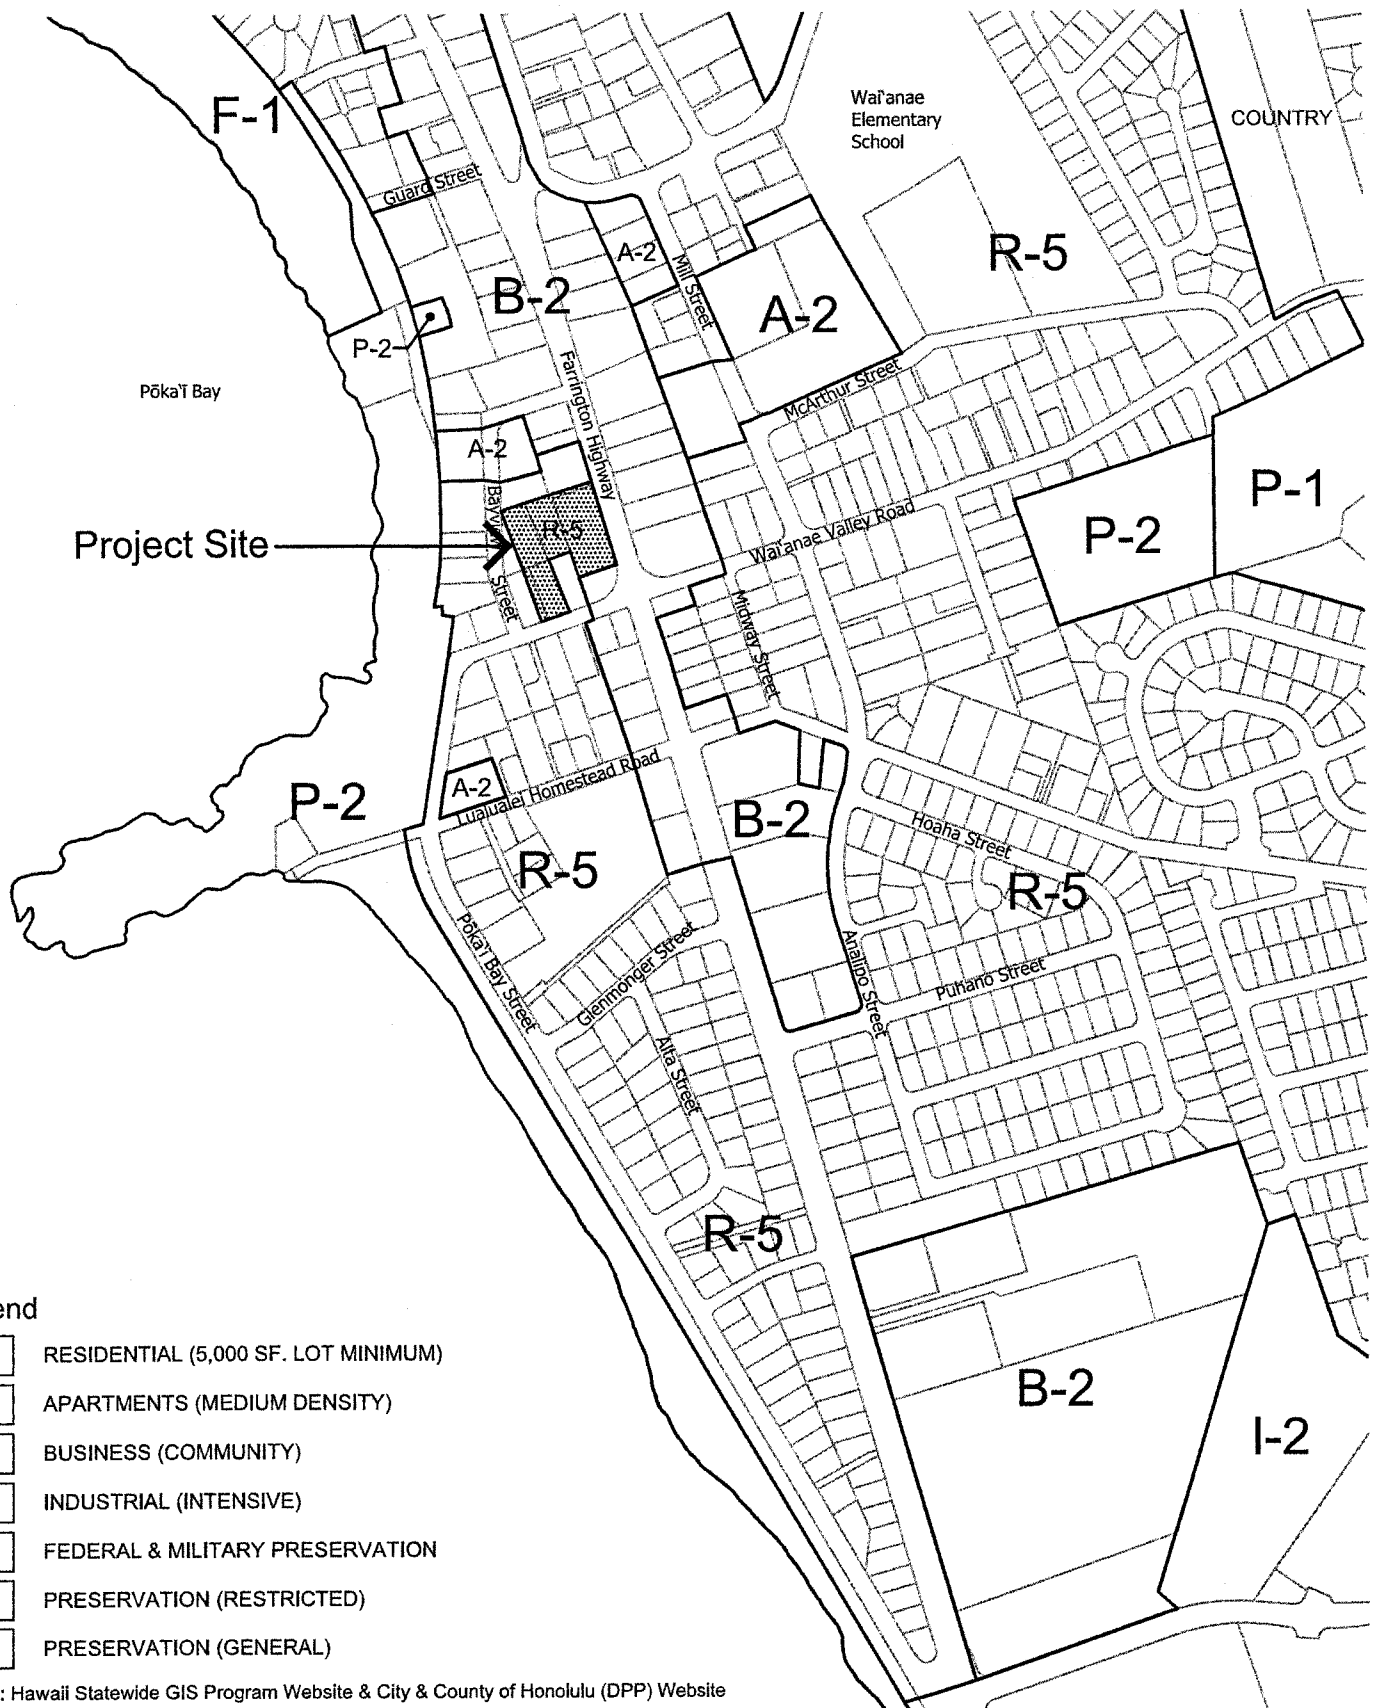 F-1
Wai'anae
Elementary
School
COUNTRY
Guard Street
A-2
R-5
Mill Street
B-2
A-2
P-2
Pōka'ī Bay
Farrington Highway
McArthur Street
A-2
P-1
Bayview Street
R-5
Wai'anae Valley Road
P-2
Project Site
Midway Street
Lualualei Homestead Road
A-2
P-2
B-2
Hoaha Street
R-5
R-5
Pōka'ī Bay Street
Glenmonger Street
Analipo Street
Puhano Street
Alta Street
R-5
end
RESIDENTIAL (5,000 SF. LOT MINIMUM)
APARTMENTS (MEDIUM DENSITY)
BUSINESS (COMMUNITY)
B-2
INDUSTRIAL (INTENSIVE)
I-2
FEDERAL & MILITARY PRESERVATION
PRESERVATION (RESTRICTED)
PRESERVATION (GENERAL)
: Hawaii Statewide GIS Program Website & City & County of Honolulu (DPP) Website